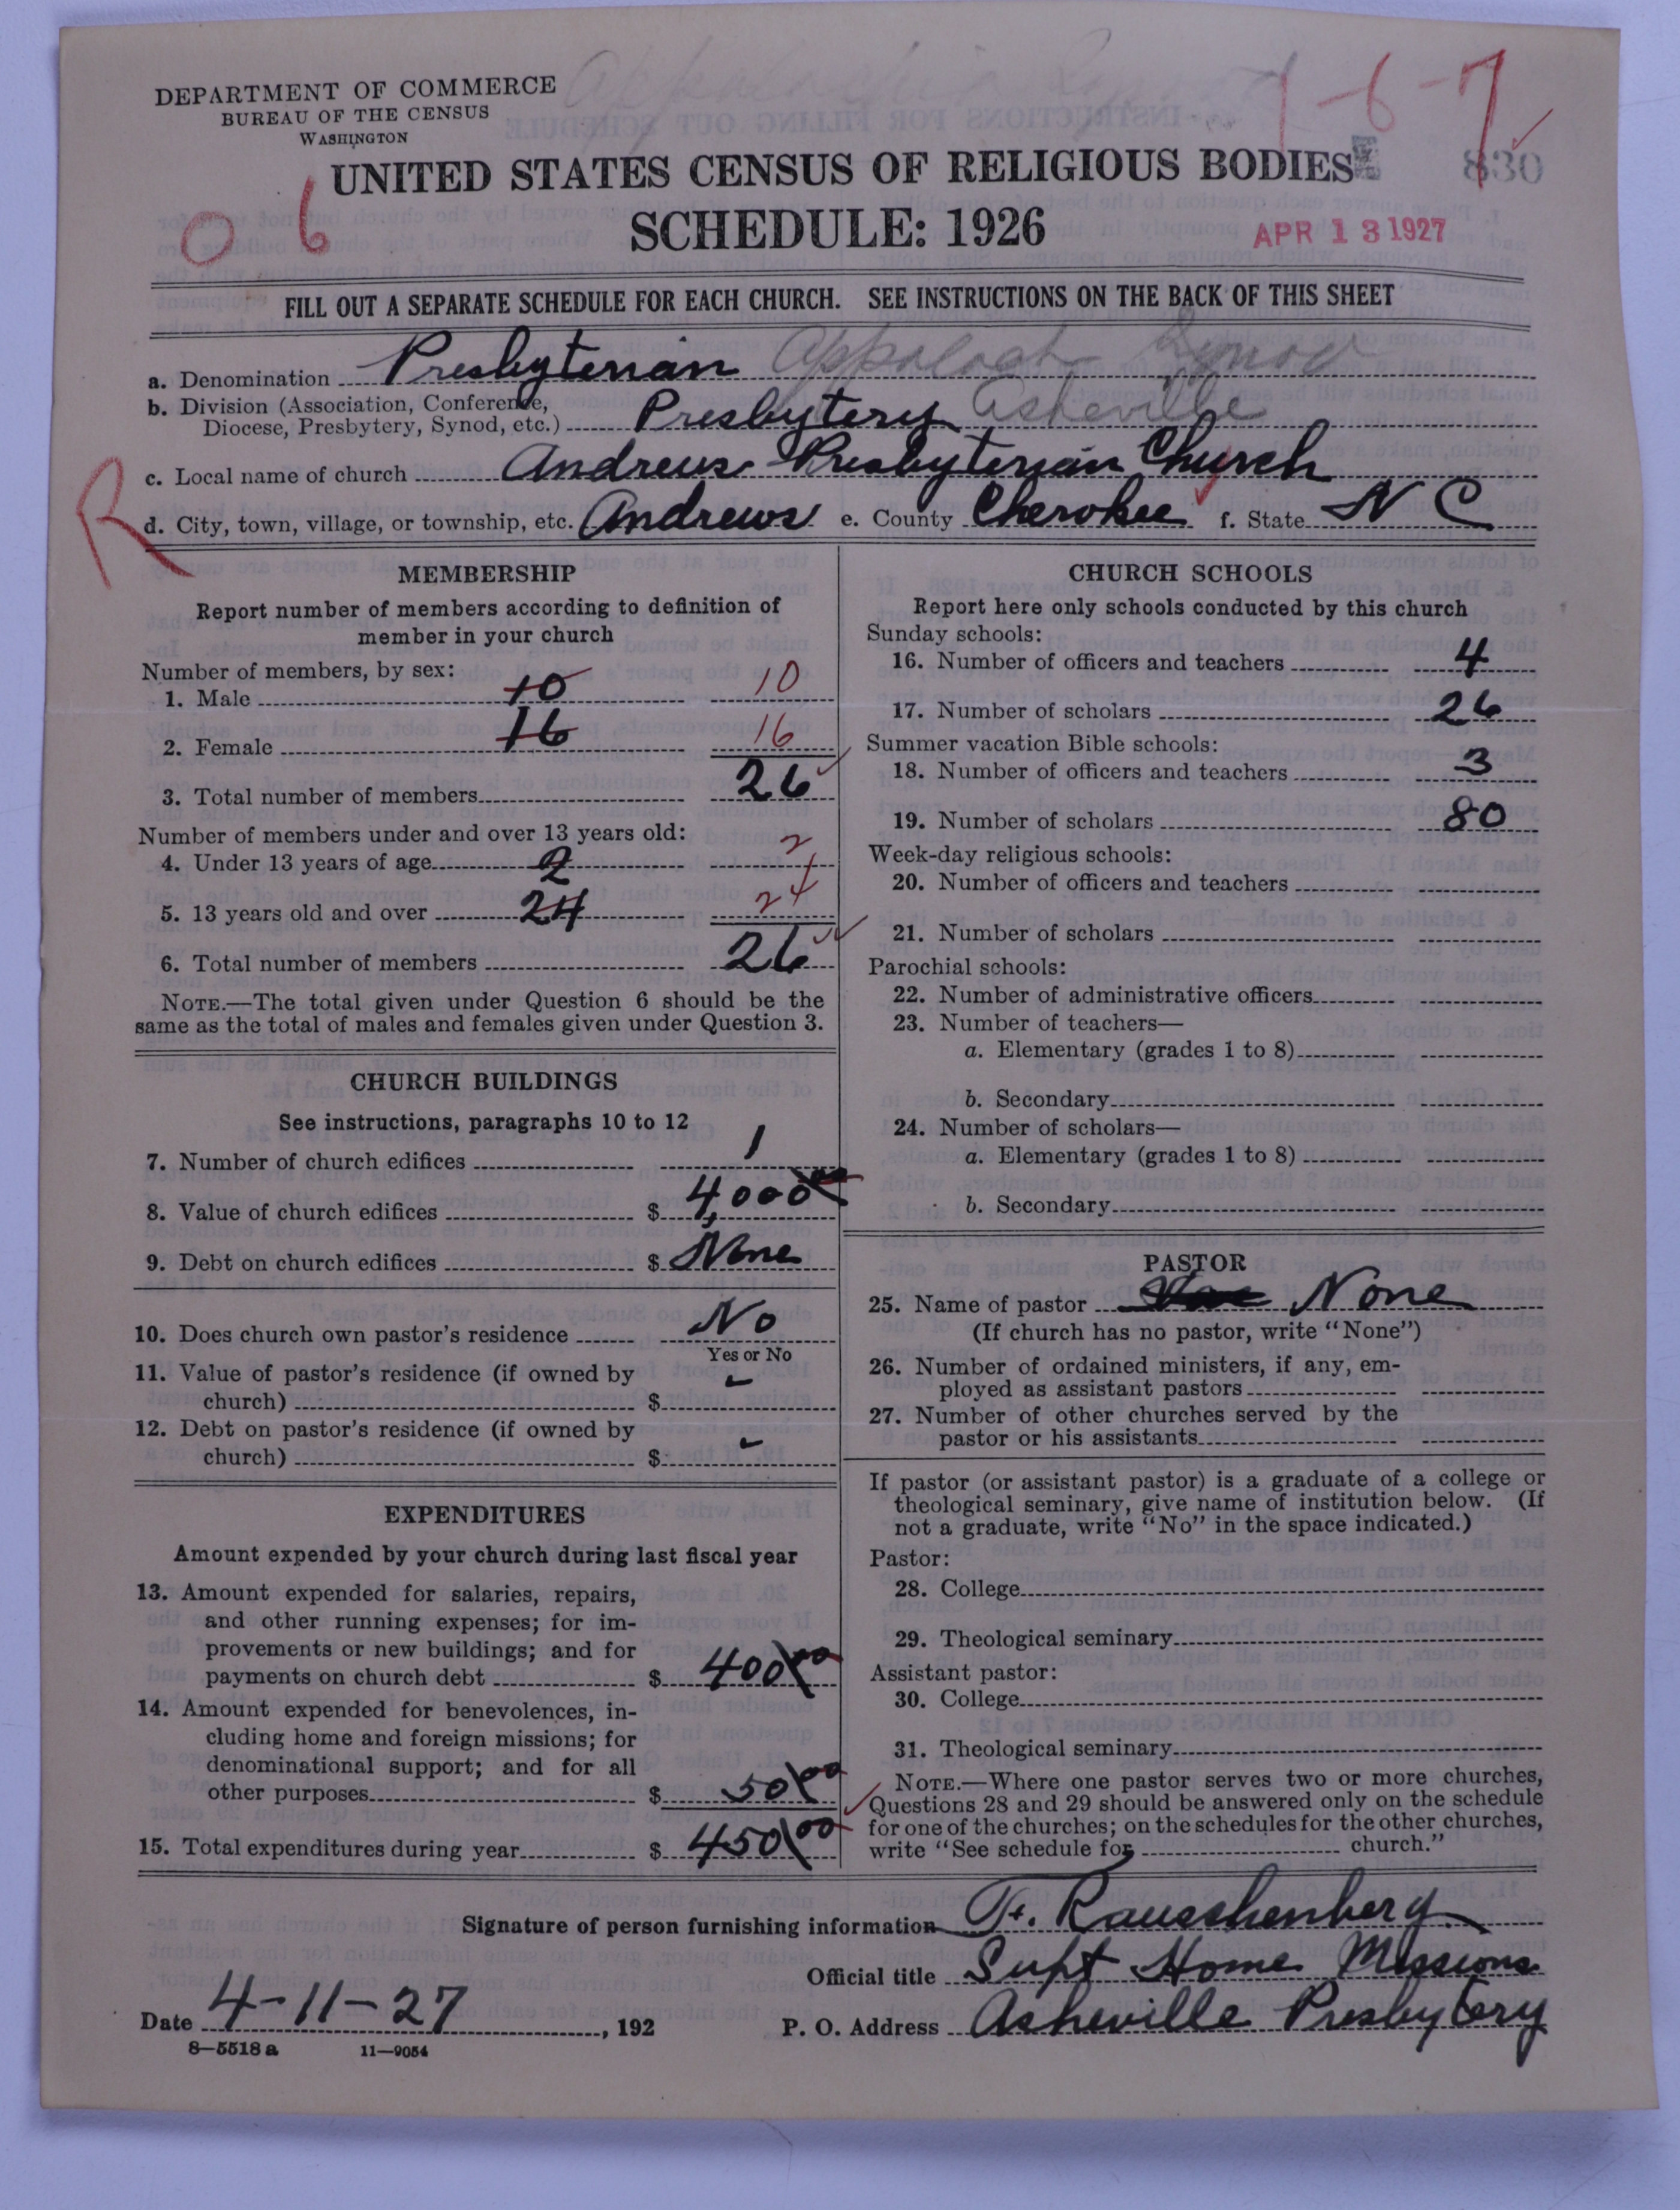 DEPARTMENT OF COMMERCE
BUREAU OF THE CENSUS
WASHINGTON
1-6-7
830
UNITED STATES CENSUS OF RELIGIOUS BODIES
06
SCHEDULE: 1926
APR 13 1927
FILL OUT A SEPARATE SCHEDULE FOR EACH CHURCH. SEE INSTRUCTIONS ON THE BACK OF THIS SHEET
a. Denomination Presbyterian Appalach Synod
b. Division (Association, Conference,
Diocese, Presbytery, Synod, etc.) Presbytery Asheville
c. Local name of church Andrews Presbyterian Church
R
d. City, town, village, or township, etc. Andrews e. County Cherokee f. State N C
MEMBERSHIP
Report number of members according to definition of
member in your church
Number of members, by sex:
1. Male 10 10
2. Female 16 16
3. Total number of members 26
Number of members under and over 13 years old:
4. Under 13 years of age 2 2
5. 13 years old and over 24 24
6. Total number of members 26
NOTE.—The total given under Question 6 should be the
same as the total of males and females given under Question 3.
CHURCH BUILDINGS
See instructions, paragraphs 10 to 12
7. Number of church edifices 1
8. Value of church edifices $ 4,000 00
9. Debt on church edifices $ None
10. Does church own pastor's residence No
Yes or No
11. Value of pastor's residence (if owned by
church) $
12. Debt on pastor's residence (if owned by
church) $
EXPENDITURES
Amount expended by your church during last fiscal year
13. Amount expended for salaries, repairs,
and other running expenses; for im-
provements or new buildings; and for
payments on church debt $ 400 00
14. Amount expended for benevolences, in-
cluding home and foreign missions; for
denominational support; and for all
other purposes $ 50 00
15. Total expenditures during year $ 450 00
CHURCH SCHOOLS
Report here only schools conducted by this church
Sunday schools:
16. Number of officers and teachers 4
17. Number of scholars 26
Summer vacation Bible schools:
18. Number of officers and teachers 3
19. Number of scholars 80
Week-day religious schools:
20. Number of officers and teachers
21. Number of scholars
Parochial schools:
22. Number of administrative officers
23. Number of teachers—
a. Elementary (grades 1 to 8)
b. Secondary
24. Number of scholars—
a. Elementary (grades 1 to 8)
b. Secondary
PASTOR
25. Name of pastor None
(If church has no pastor, write "None")
26. Number of ordained ministers, if any, em-
ployed as assistant pastors
27. Number of other churches served by the
pastor or his assistants
If pastor (or assistant pastor) is a graduate of a college or
theological seminary, give name of institution below. (If
not a graduate, write "No" in the space indicated.)
Pastor:
28. College
29. Theological seminary
Assistant pastor:
30. College
31. Theological seminary
NOTE.—Where one pastor serves two or more churches,
Questions 28 and 29 should be answered only on the schedule
for one of the churches; on the schedules for the other churches,
write "See schedule for church."
Signature of person furnishing information Rauschenberg
Official title Supt Home Missions
Date 4-11-27, 192
P. O. Address Asheville Presbytery
8—5518 a 11—9054